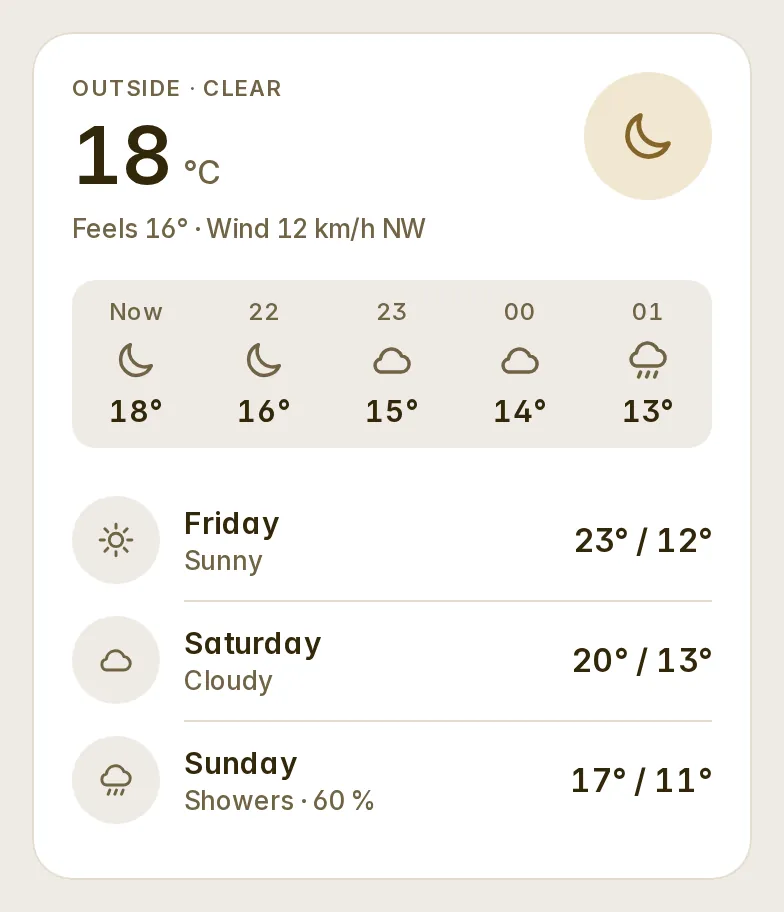 OUTSIDE · CLEAR
18 °C
Feels 16° · Wind 12 km/h NW
Now 22 23 00 01
18° 16° 15° 14° 13°
Friday
Sunny
23° / 12°
Saturday
Cloudy
20° / 13°
Sunday
Showers · 60 %
17° / 11°